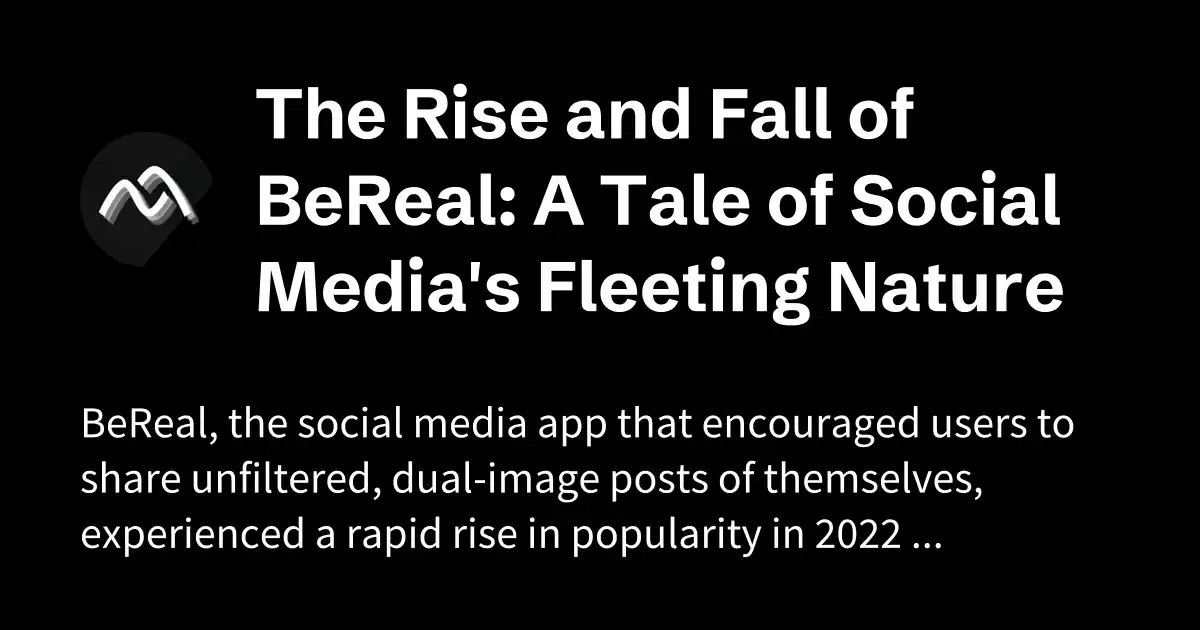 The Rise and Fall of
BeReal: A Tale of Social
Media's Fleeting Nature
BeReal, the social media app that encouraged users to
share unfiltered, dual-image posts of themselves,
experienced a rapid rise in popularity in 2022 ...